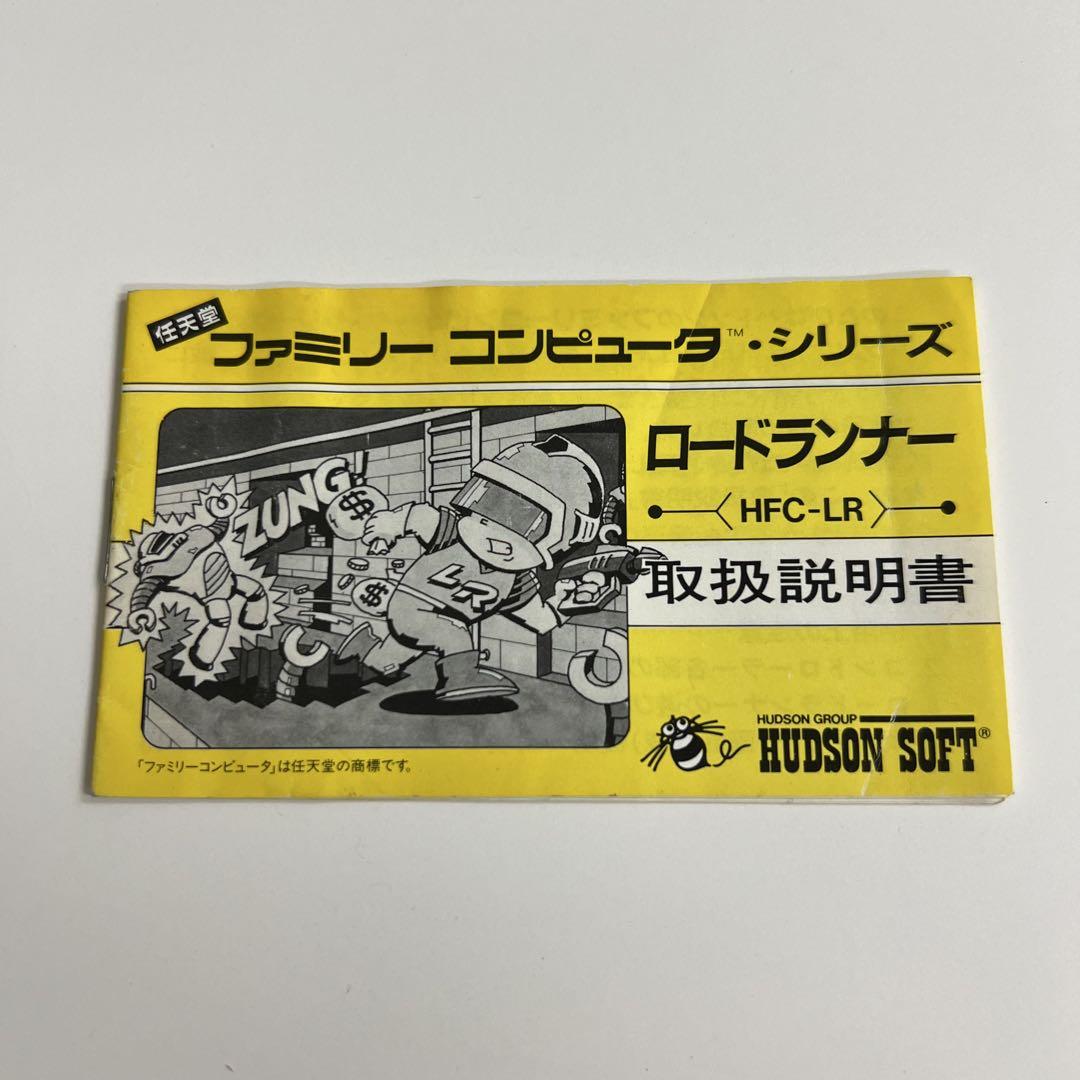 任天堂
ファミリーコンピュータ™・シリーズ
ロードランナー
HFC-LR
取扱説明書
ZUNG!
$
$
LR
HUDSON GROUP
HUDSON SOFT®
「ファミリーコンピュータ」は任天堂の商標です。